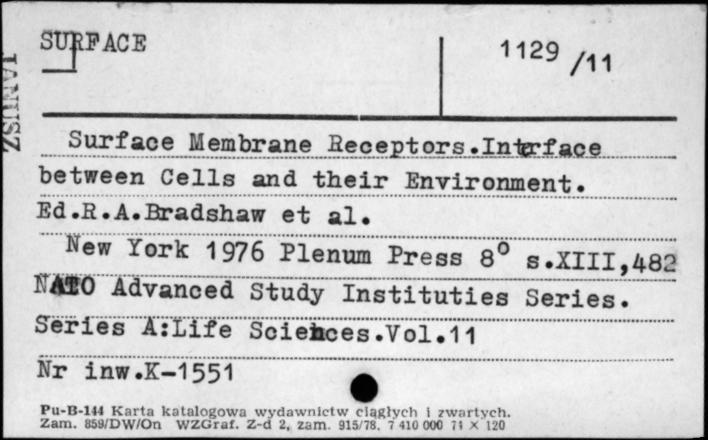 SURFACE
1129 /11
JANUSZ
Surface Membrane Receptors.Interface
between Cells and their Environment.
Ed.R.A.Bradshaw et al.
New York 1976 Plenum Press 8° s.XIII,482
NATO Advanced Study Instituties Series.
Series A:Life Sciences.Vol.11
Nr inw.K-1551
Pu-B-144 Karta katalogowa wydawnictw ciągłych i zwartych.
Zam. 859/DW/On WZGraf. Z-d 2, zam. 915/78. 7 410 000 71 × 120